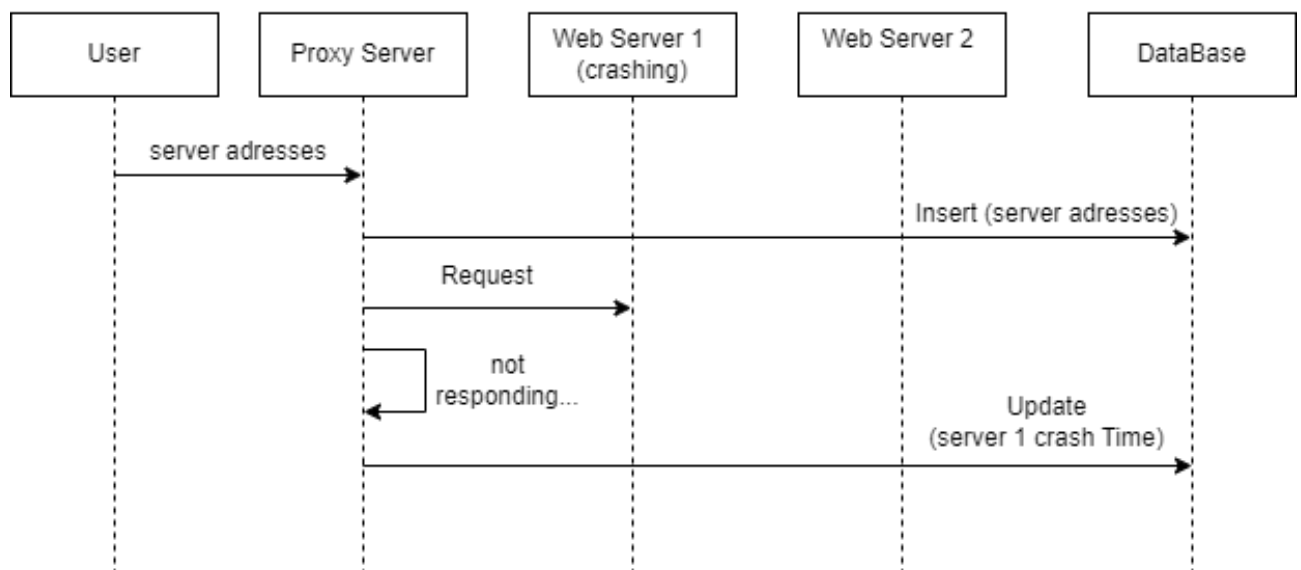 User
Proxy Server
Web Server 1
(crashing)
Web Server 2
DataBase
server adresses
Insert (server adresses)
Request
not
responding...
Update
(server 1 crash Time)